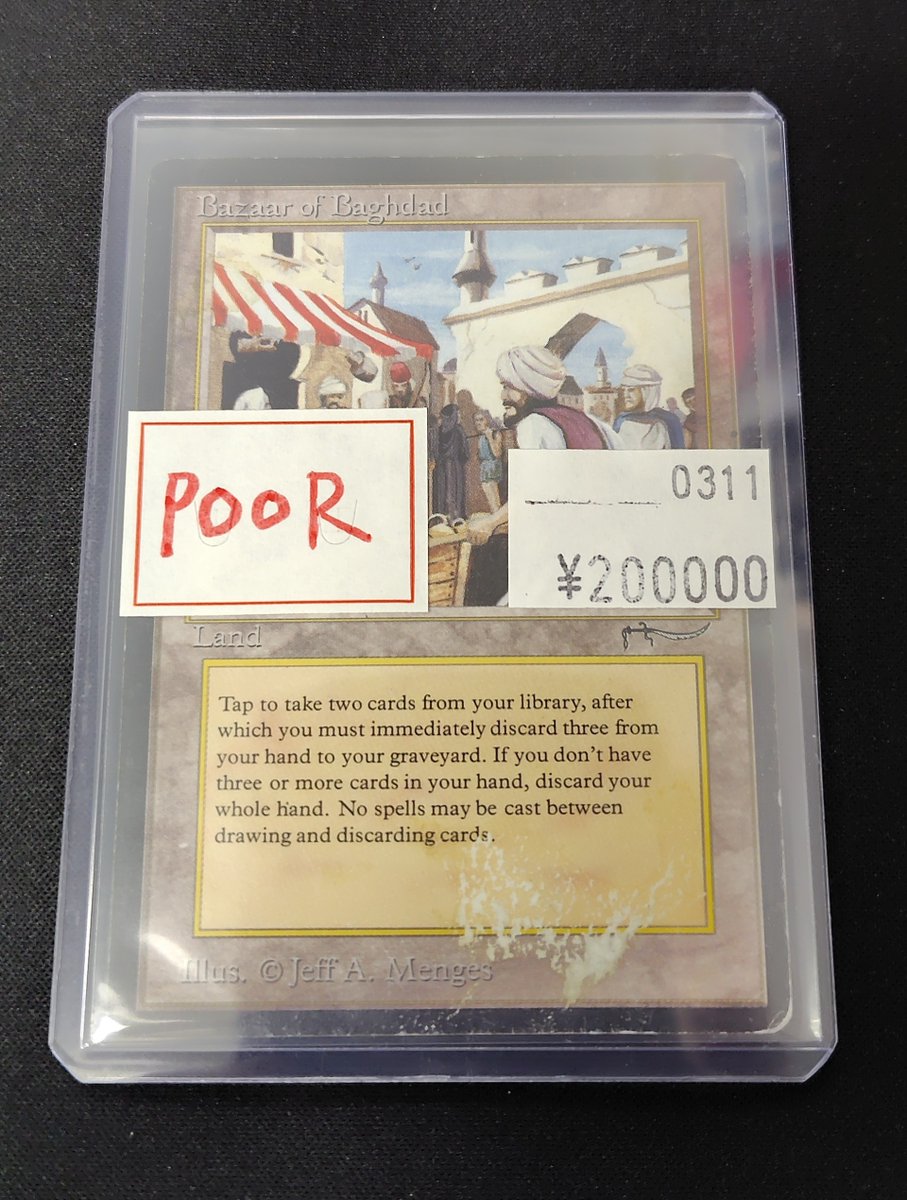 Bazaar of Baghdad
POOR
0311
¥200000
Land
Tap to take two cards from your library, after
which you must immediately discard three from
your hand to your graveyard. If you don't have
three or more cards in your hand, discard your
whole hand. No spells may be cast between
drawing and discarding cards.
Illus. © Jeff A. Menges